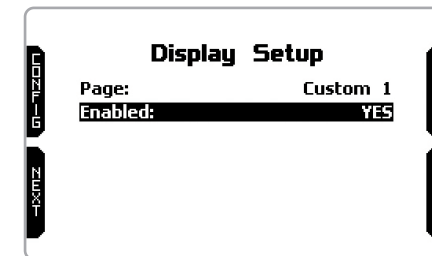 Display Setup
Page: Custom 1
Enabled: YES
CONFIG
NEXT